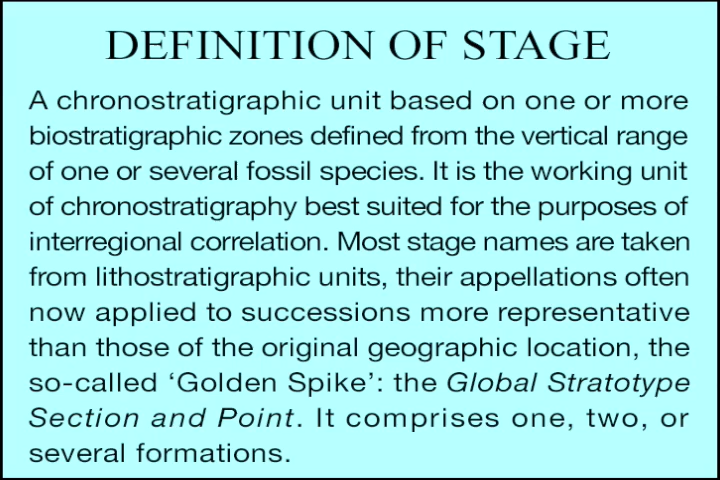 DEFINITION OF STAGE
A chronostratigraphic unit based on one or more
biostratigraphic zones defined from the vertical range
of one or several fossil species. It is the working unit
of chronostratigraphy best suited for the purposes of
interregional correlation. Most stage names are taken
from lithostratigraphic units, their appellations often
now applied to successions more representative
than those of the original geographic location, the
so-called ‘Golden Spike’: the Global Stratotype
Section and Point. It comprises one, two, or
several formations.